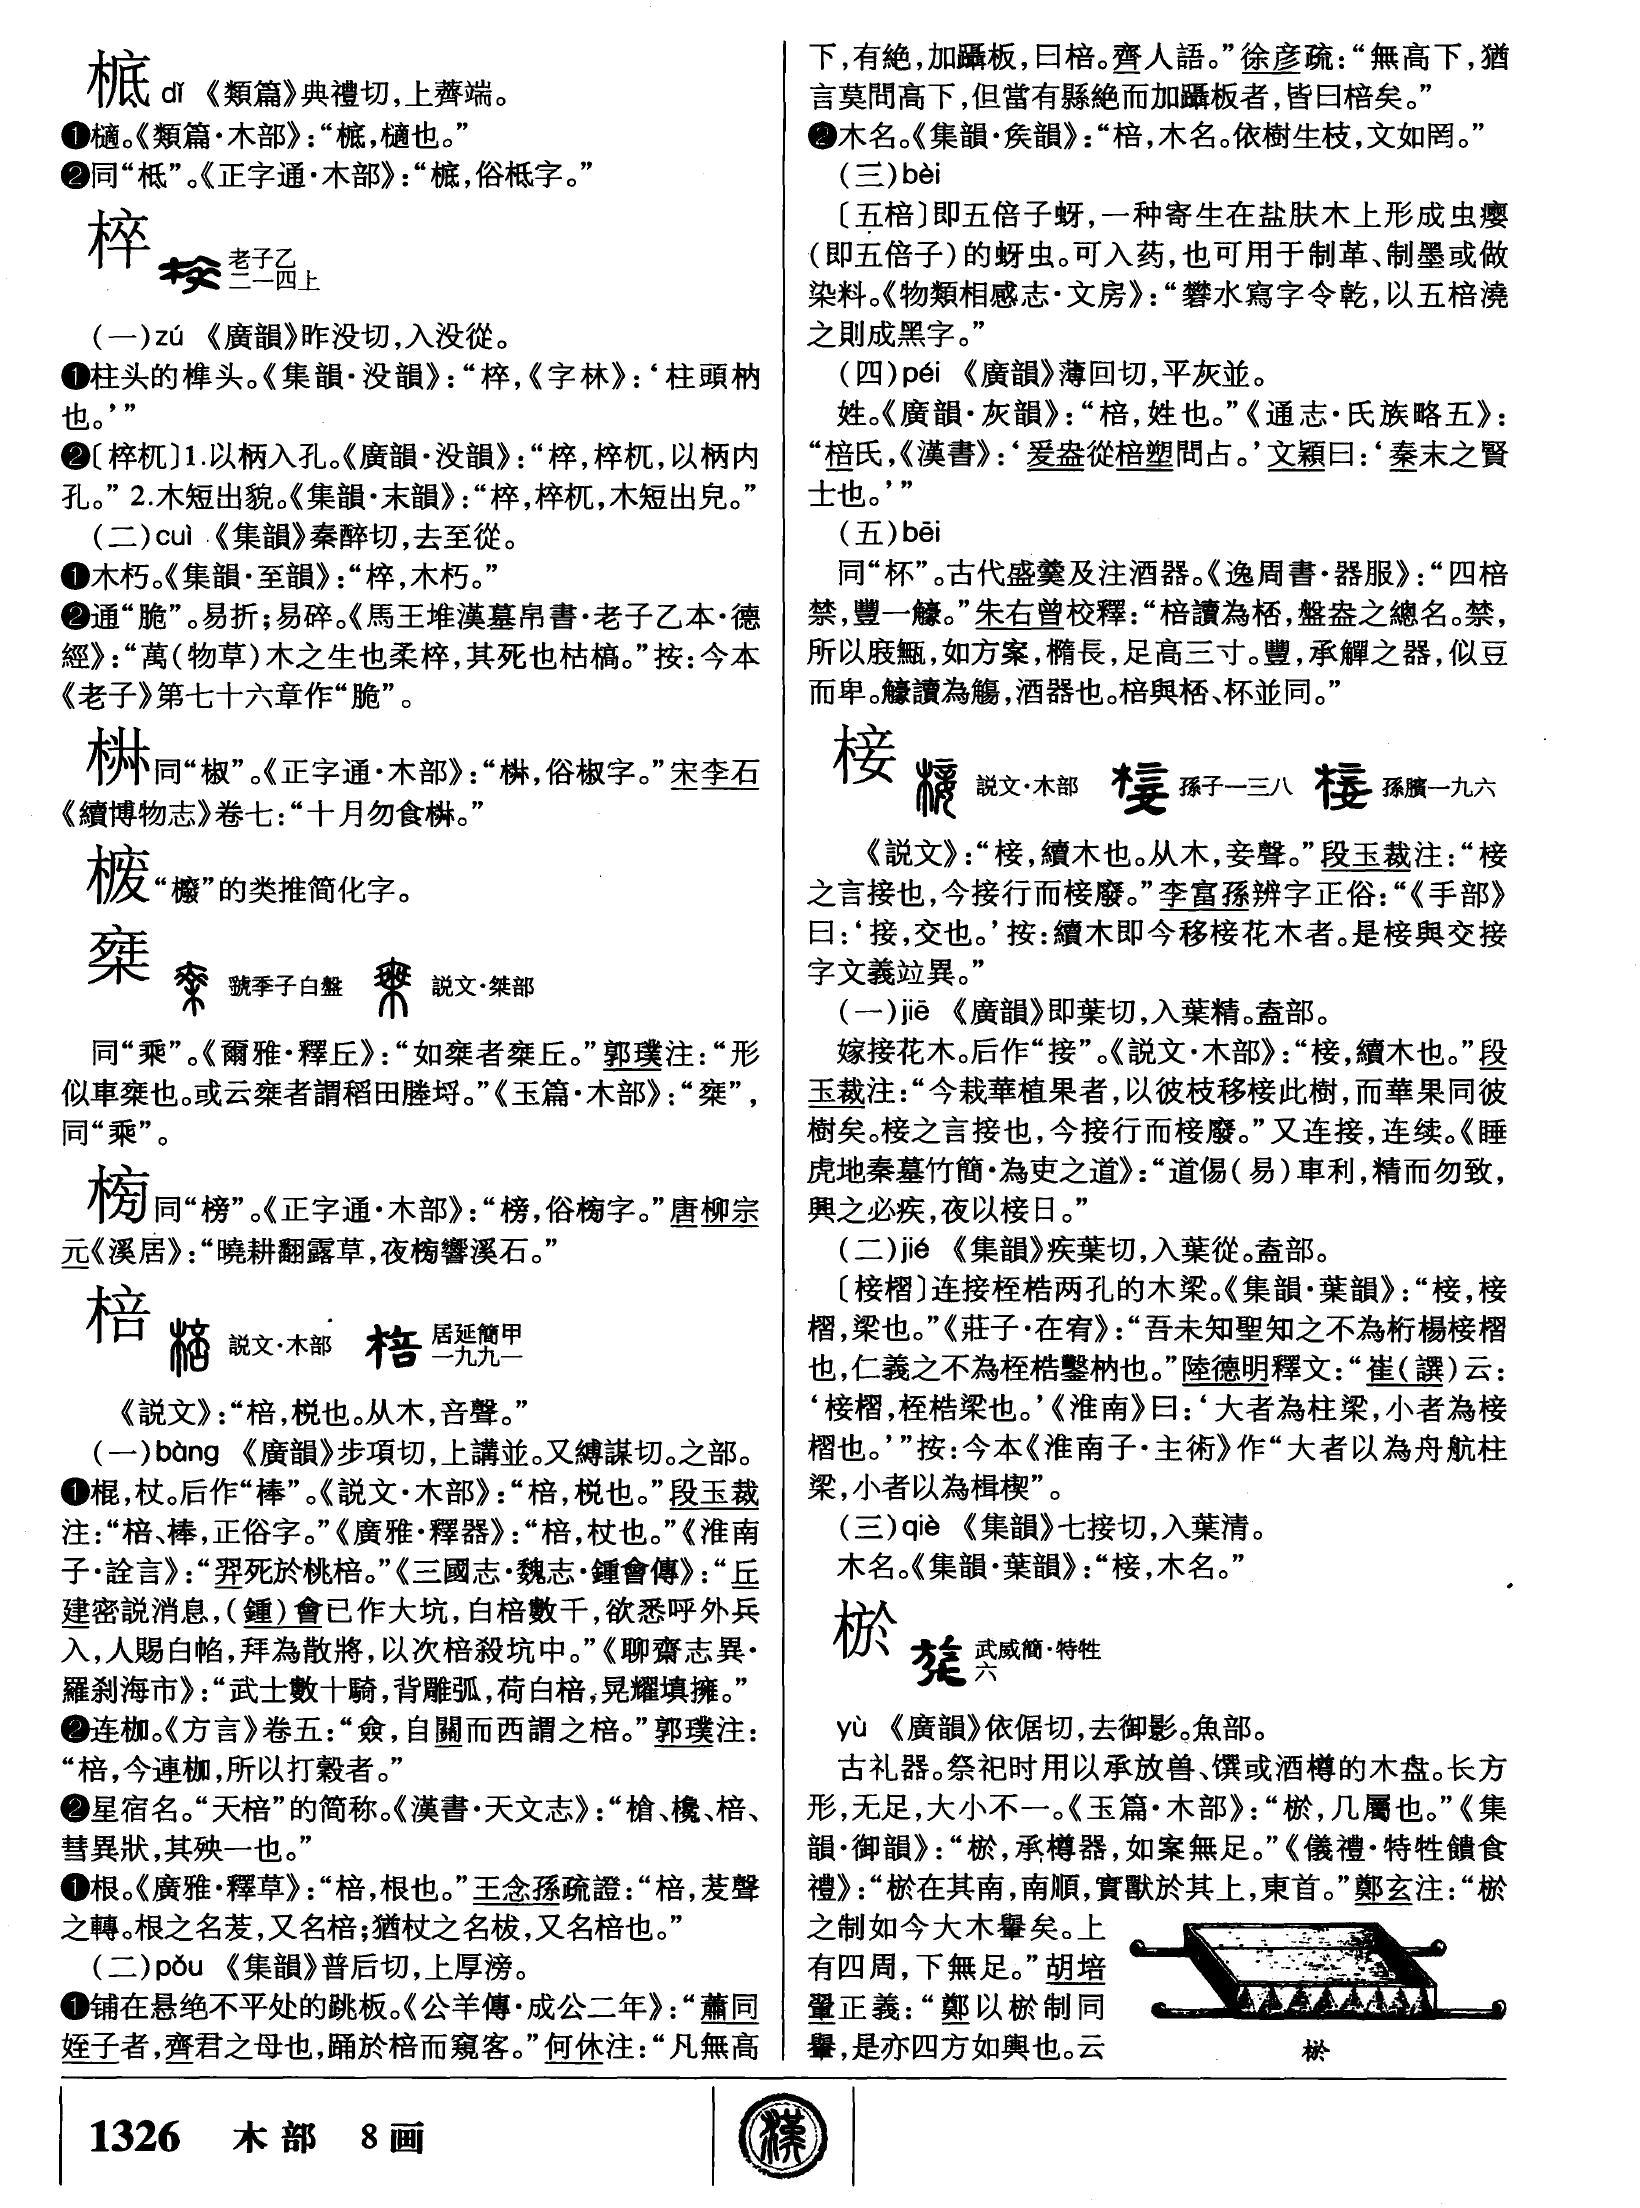 dǐ 《類篇》典禮切,上薺端。
❶樀。《類篇·木部》:“㭽,樀也。”
❷同“柢”。《正字通·木部》:“㭽,俗柢字。”
椊 老子乙
二一四上
(一)zú 《廣韻》昨没切,入没從。
❶柱头的榫头。《集韻·没韻》:“椊,《字林》:‘柱頭枘
也。’”
❷〔椊杌〕1.以柄入孔。《廣韻·没韻》:“椊,椊杌,以柄内
孔。” 2.木短出貌。《集韻·末韻》:“椊,椊杌,木短出皃。”
(二)cuì 《集韻》秦醉切,去至從。
❶木朽。《集韻·至韻》:“椊,木朽。”
❷通“脆”。易折;易碎。《馬王堆漢墓帛書·老子乙本·德
經》:“萬(物草)木之生也柔椊,其死也枯槁。”按:今本
《老子》第七十六章作“脆”。
同“椒”。《正字通·木部》:“俗椒字。”宋李石
《續博物志》卷七:“十月勿食。”
“橃”的类推简化字。
椉 虢季子白盤 説文·桀部
同“乘”。《爾雅·釋丘》:“如椉者椉丘。”郭璞注:“形
似車椉也。或云椉者謂稻田塍埒。”《玉篇·木部》:“椉”,
同“乘”。
同“榜”。《正字通·木部》:“榜,俗字。”唐柳宗
元《溪居》:“曉耕翻露草,夜響溪石。”
棓 説文·木部 居延簡甲
一九九一
《説文》:“棓,棁也。从木,咅聲。”
(一)bàng 《廣韻》步項切,上講並。又縛謀切。之部。
❶棍,杖。后作“棒”。《説文·木部》:“棓,棁也。”段玉裁
注:“棓、棒,正俗字。”《廣雅·釋器》:“棓,杖也。”《淮南
子·詮言》:“羿死於桃棓。”《三國志·魏志·鍾會傳》:“丘
建密説消息,(鍾)會已作大坑,白棓數千,欲悉呼外兵
入,人賜白㡊,拜為散將,以次棓殺坑中。”《聊齋志異·
羅刹海市》:“武士數十騎,背雕弧,荷白棓,晃耀填擁。”
❷连枷。《方言》卷五:“僉,自關而西謂之棓。”郭璞注:
“棓,今連枷,所以打穀者。”
❷星宿名。“天棓”的简称。《漢書·天文志》:“槍、欃、棓、
彗異狀,其殃一也。”
❶根。《廣雅·釋草》:“棓,根也。”王念孫疏證:“棓,茇聲
之轉。根之名茇,又名棓;猶杖之名柭,又名棓也。”
(二)pǒu 《集韻》普后切,上厚滂。
❶铺在悬绝不平处的跳板。《公羊傳·成公二年》:“蕭同
姪子者,齊君之母也,踊於棓而窺客。”何休注:“凡無高
下,有絶,加躡板,曰棓。齊人語。”徐彦疏:“無高下,猶
言莫問高下,但當有縣絶而加躡板者,皆曰棓矣。”
❷木名。《集韻·矦韻》:“棓,木名。依樹生枝,文如罔。”
(三)bèi
〔五棓〕即五倍子蚜,一种寄生在盐肤木上形成虫瘿
(即五倍子)的蚜虫。可入药,也可用于制革、制墨或做
染料。《物類相感志·文房》:“礬水寫字令乾,以五棓澆
之則成黑字。”
(四)péi 《廣韻》薄回切,平灰並。
姓。《廣韻·灰韻》:“棓,姓也。”《通志·氏族略五》:
“棓氏,《漢書》:‘爰盎從棓塑問占。’文穎曰:‘秦末之賢
士也。’”
(五)bēi
同“杯”。古代盛羹及注酒器。《逸周書·器服》:“四棓
禁,豐一觴。”朱右曾校釋:“棓讀為桮,盤盎之總名。禁,
所以庪甒,如方案,橢長,足高三寸。豐,承觶之器,似豆
而卑。讀為觴,酒器也。棓與桮、杯並同。”
椄 説文·木部 孫子一三八 孫臏一九六
《説文》:“椄,續木也。从木,妾聲。”段玉裁注:“椄
之言接也,今接行而椄廢。”李富孫辨字正俗:“《手部》
曰:‘接,交也。’按:續木即今移椄花木者。是椄與交接
字文義竝異。”
(一)jiē 《廣韻》即葉切,入葉精。盍部。
嫁接花木。后作“接”。《説文·木部》:“椄,續木也。”段
玉裁注:“今栽華植果者,以彼枝移椄此樹,而華果同彼
樹矣。椄之言接也,今接行而椄廢。”又连接,连续。《睡
虎地秦墓竹簡·為吏之道》:“道傷(易)車利,精而勿致,
興之必疾,夜以椄日。”
(二)jié 《集韻》疾葉切,入葉從。盍部。
〔椄槢〕连接桎梏两孔的木梁。《集韻·葉韻》:“椄,椄
槢,梁也。”《莊子·在宥》:“吾未知聖知之不為桁楊椄槢
也,仁義之不為桎梏鑿枘也。”陸德明釋文:“崔(譔)云:
‘椄槢,桎梏梁也。’《淮南》曰:‘大者為柱梁,小者為椄
槢也。’”按:今本《淮南子·主術》作“大者以為舟航柱
梁,小者以為楫楔”。
(三)qiè 《集韻》七接切,入葉清。
木名。《集韻·葉韻》:“椄,木名。”
棜 武威簡·特牲
六
yù 《廣韻》依倨切,去御影。魚部。
古礼器。祭祀时用以承放兽、馔或酒樽的木盘。长方
形,无足,大小不一。《玉篇·木部》:“棜,几屬也。”《集
韻·御韻》:“棜,承樽器,如案無足。”《儀禮·特牲饋食
禮》:“棜在其南,南順,實獸於其上,東首。”鄭玄注:“棜
之制如今大木轝矣。上
有四周,下無足。”胡培
翬正義:“鄭以棜制同
轝,是亦四方如輿也。云
棜
1326 木部 8画
漢